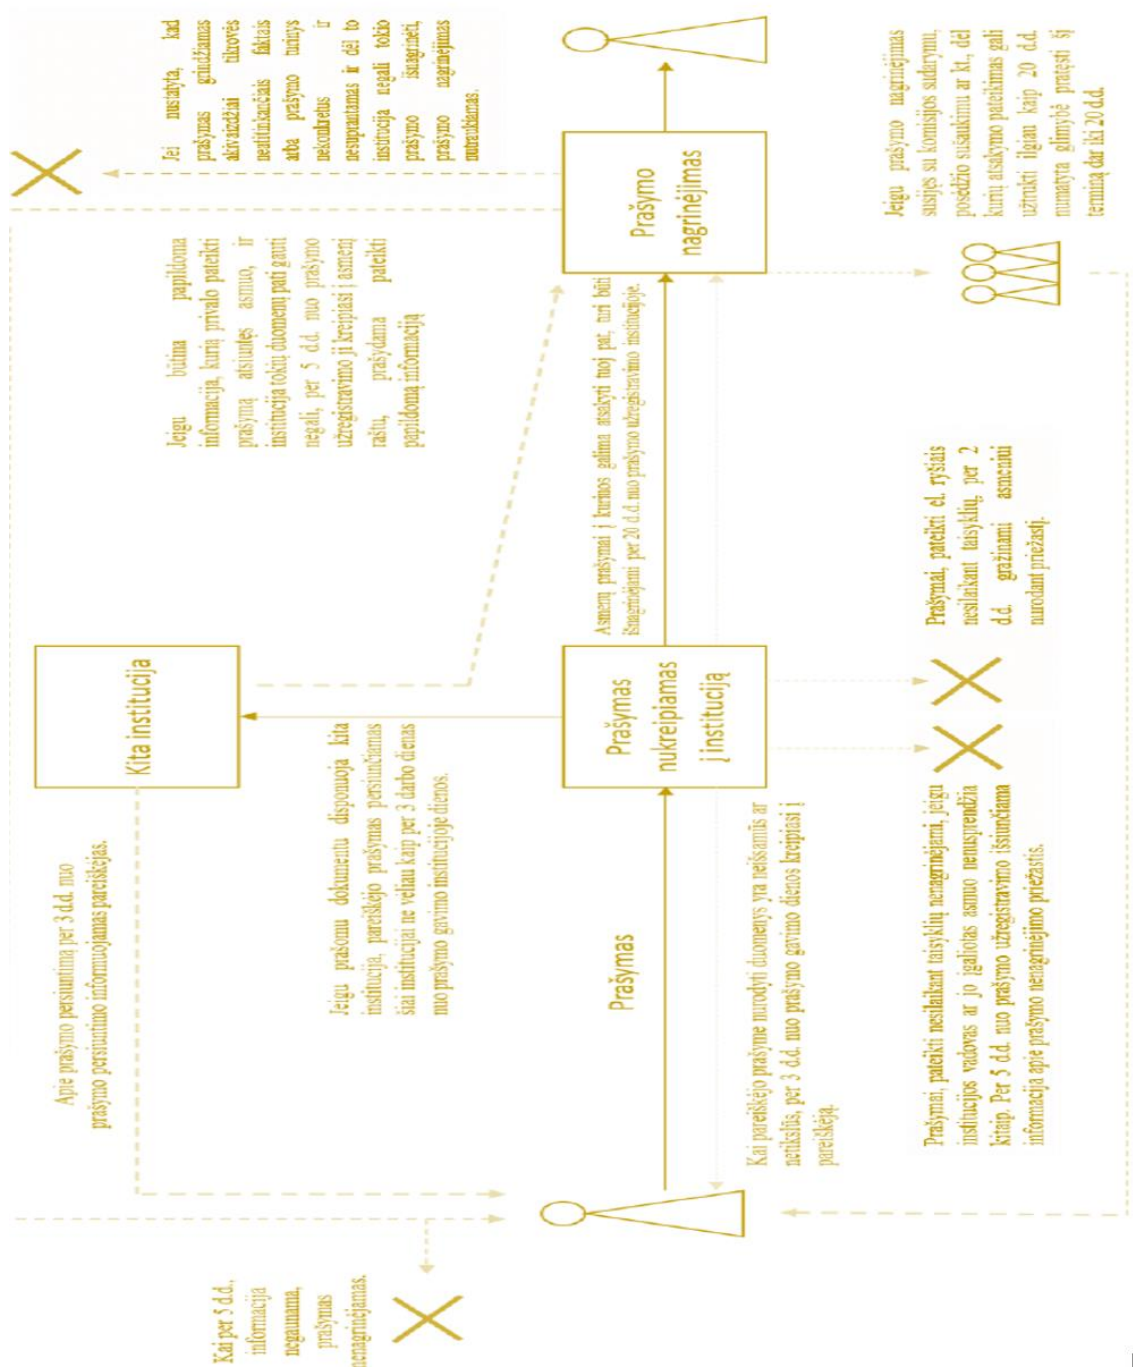 Kai per 5 d.d.,
informacija
negaunama,
prašymas
nenagrinėjamas.
Apie prašymo persiuntimą per 3 d.d. nuo
prašymo persiuntimo informuojamas pareiškėjas.
Kita institucija
Jeigu prašomu dokumentu disponuoja kita
institucija, pareiškėjo prašymas persiunčiamas
šiai institucijai ne vėliau kaip per 3 darbo dienas
nuo prašymo gavimo institucijoje dienos.
Jeigu būtina papildoma
informacija, kurią privalo pateikti
prašymą atsiuntęs asmuo, ir
institucija tokių duomenų pati gauti
negali, per 5 d.d. nuo prašymo
užregistravimo ji kreipiasi į asmenį
raštu, prašydama pateikti
papildomą informaciją
Jei nustatyta, kad
prašymas grindžiamas
akivaizdžiai tikrovės
neatitinkančiais faktais
arba prašymo turinys
nekonkretus ir
nesuprantamas ir dėl to
institucija negali tokio
prašymo išnagrinėti,
prašymo nagrinėjimas
nutraukiamas.
Prašymas
Prašymas
nukreipiamas
į instituciją
Asmenų prašymai į kuriuos galima atsakyti tuoj pat, turi būti
išnagrinėjami per 20 d.d. nuo prašymo užregistravimo institucijoje.
Prašymo
nagrinėjimas
Kai pareiškėjo prašyme nurodyti duomenys yra neišsamūs ar
netikslūs, per 3 d.d. nuo prašymo gavimo dienos kreipiasi į
pareiškėją.
Prašymai, pateikti nesilaikant taisyklių nenagrinėjami, jeigu
institucijos vadovas ar jo įgaliotas asmuo nenusprendžia
kitaip. Per 5 d.d. nuo prašymo užregistravimo išsiunčiama
informacija apie prašymo nenagrinėjimo priežastis.
Prašymai, pateikti el. ryšiais
nesilaikant taisyklių, per 2
d.d. gražinami asmeniui
nurodant priežastį.
Jeigu prašymo nagrinėjimas
susijęs su komisijos sudarymu,
posėdžio sušaukimu ar kt., dėl
kurių atsakymo pateikimas gali
užtrukti ilgiau kaip 20 d.d.
numatyta glimybė pratęsti šį
terminą dar iki 20 d.d.